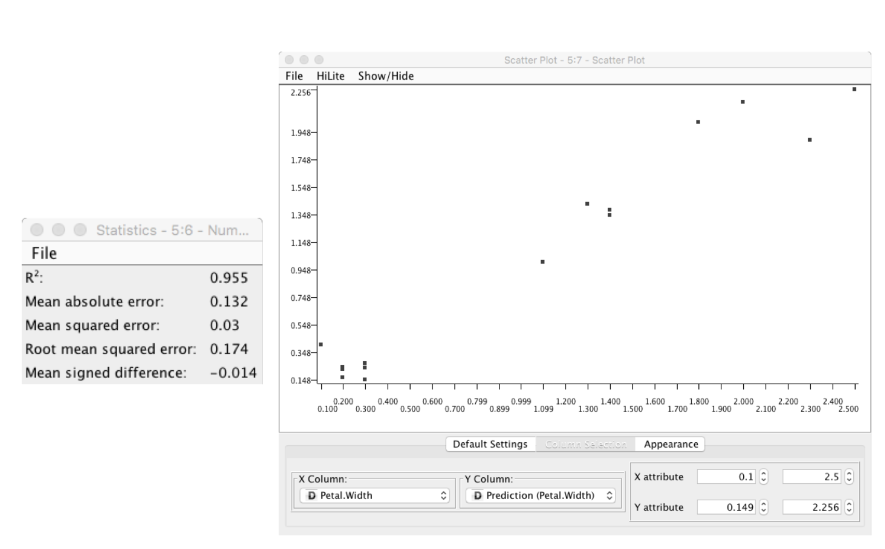 Scatter Plot - 5:7 - Scatter Plot
File HiLite Show/Hide
2.256
1.948
1.748
1.548
1.348
1.148
0.948
0.748
0.548
0.348
0.148
0.200 0.400 0.600 0.799 0.999 1.200 1.400 1.600 1.800 2.000 2.200 2.400
0.100 0.300 0.500 0.700 0.899 1.099 1.300 1.500 1.700 1.900 2.100 2.300 2.500
Statistics - 5:6 - Num...
File
R²: 0.955
Mean absolute error: 0.132
Mean squared error: 0.03
Root mean squared error: 0.174
Mean signed difference: -0.014
Default Settings Column Selection Appearance
X Column: Y Column:
D Petal.Width D Prediction (Petal.Width)
X attribute 0.1 2.5
Y attribute 0.149 2.256